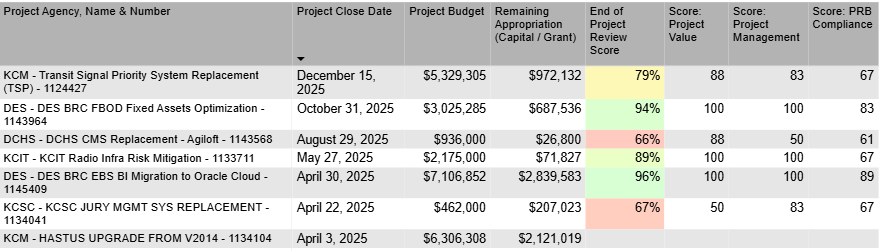 Project Agency, Name & Number Project Close Date Project Budget Remaining Appropriation (Capital / Grant) End of Project Review Score Score: Project Value Score: Project Management Score: PRB Compliance
KCM - Transit Signal Priority System Replacement (TSP) - 1124427 December 15, 2025 $5,329,305 $972,132 79% 88 83 67
DES - DES BRC FBOD Fixed Assets Optimization - 1143964 October 31, 2025 $3,025,285 $687,536 94% 100 100 83
DCHS - DCHS CMS Replacement - Agiloft - 1143568 August 29, 2025 $936,000 $26,800 66% 88 50 61
KCIT - KCIT Radio Infra Risk Mitigation - 1133711 May 27, 2025 $2,175,000 $71,827 89% 100 100 67
DES - DES BRC EBS BI Migration to Oracle Cloud - 1145409 April 30, 2025 $7,106,852 $2,839,583 96% 100 100 89
KCSC - KCSC JURY MGMT SYS REPLACEMENT - 1134041 April 22, 2025 $462,000 $207,023 67% 50 83 67
KCM - HASTUS UPGRADE FROM V2014 - 1134104 April 3, 2025 $6,306,308 $2,121,019